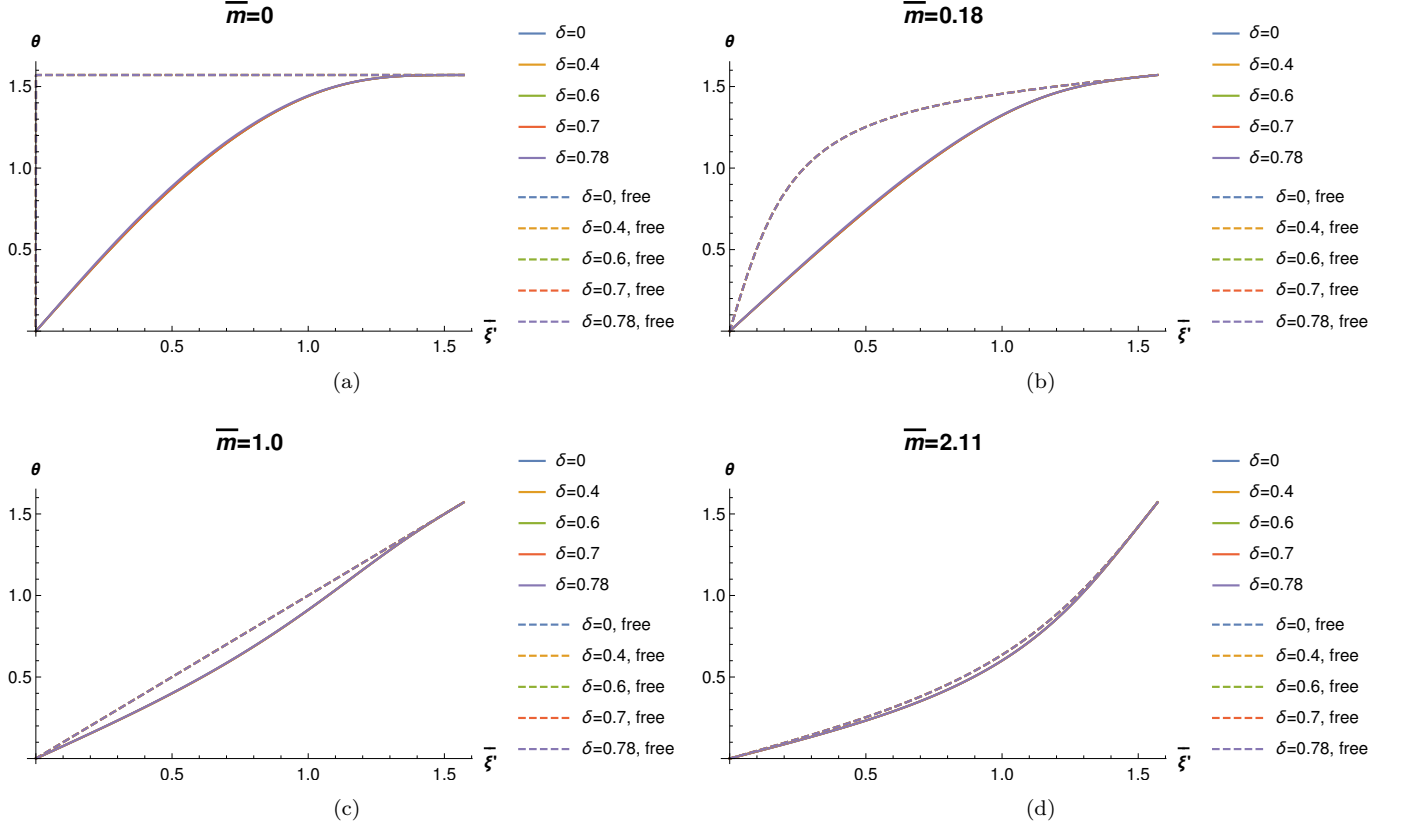 m̅=0
θ
1.5
1.0
0.5
0.5
1.0
1.5
ξ̅'
δ=0
δ=0.4
δ=0.6
δ=0.7
δ=0.78
δ=0, free
δ=0.4, free
δ=0.6, free
δ=0.7, free
δ=0.78, free
(a)
m̅=0.18
θ
1.5
1.0
0.5
0.5
1.0
1.5
ξ̅'
δ=0
δ=0.4
δ=0.6
δ=0.7
δ=0.78
δ=0, free
δ=0.4, free
δ=0.6, free
δ=0.7, free
δ=0.78, free
(b)
m̅=1.0
θ
1.5
1.0
0.5
0.5
1.0
1.5
ξ̅'
δ=0
δ=0.4
δ=0.6
δ=0.7
δ=0.78
δ=0, free
δ=0.4, free
δ=0.6, free
δ=0.7, free
δ=0.78, free
(c)
m̅=2.11
θ
1.5
1.0
0.5
0.5
1.0
1.5
ξ̅'
δ=0
δ=0.4
δ=0.6
δ=0.7
δ=0.78
δ=0, free
δ=0.4, free
δ=0.6, free
δ=0.7, free
δ=0.78, free
(d)